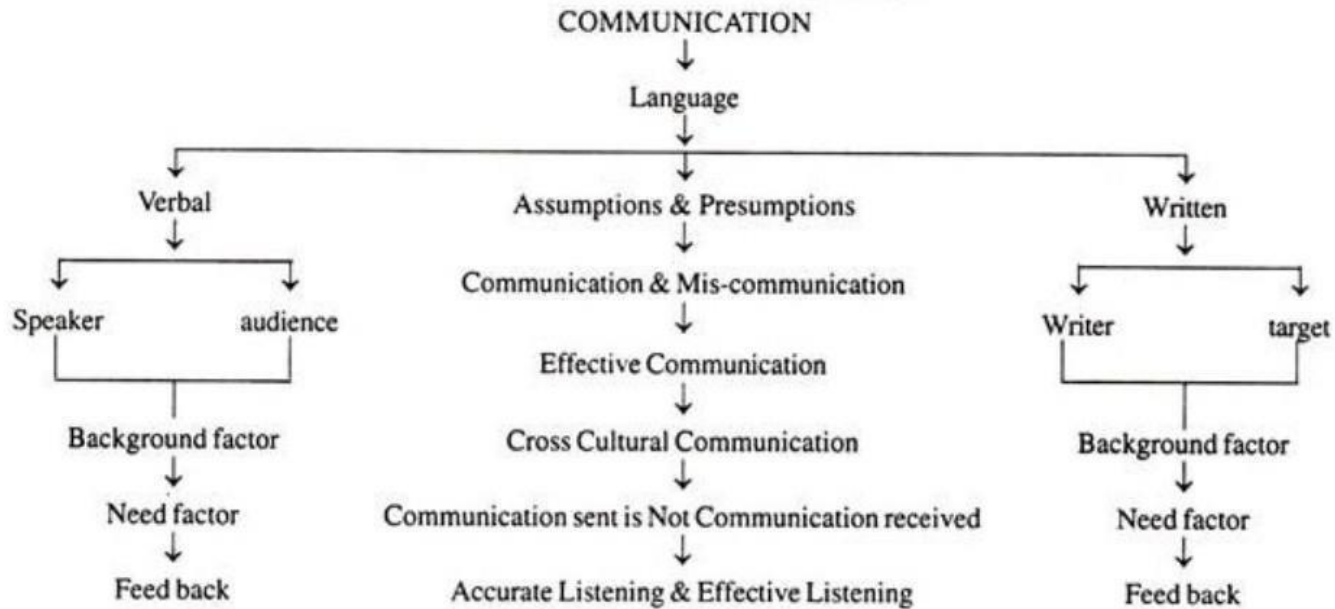 COMMUNICATION
Language
Verbal
Assumptions & Presumptions
Written
Communication & Mis-communication
Speaker
audience
Writer
target
Effective Communication
Background factor
Cross Cultural Communication
Background factor
Need factor
Communication sent is Not Communication received
Need factor
Feed back
Accurate Listening & Effective Listening
Feed back